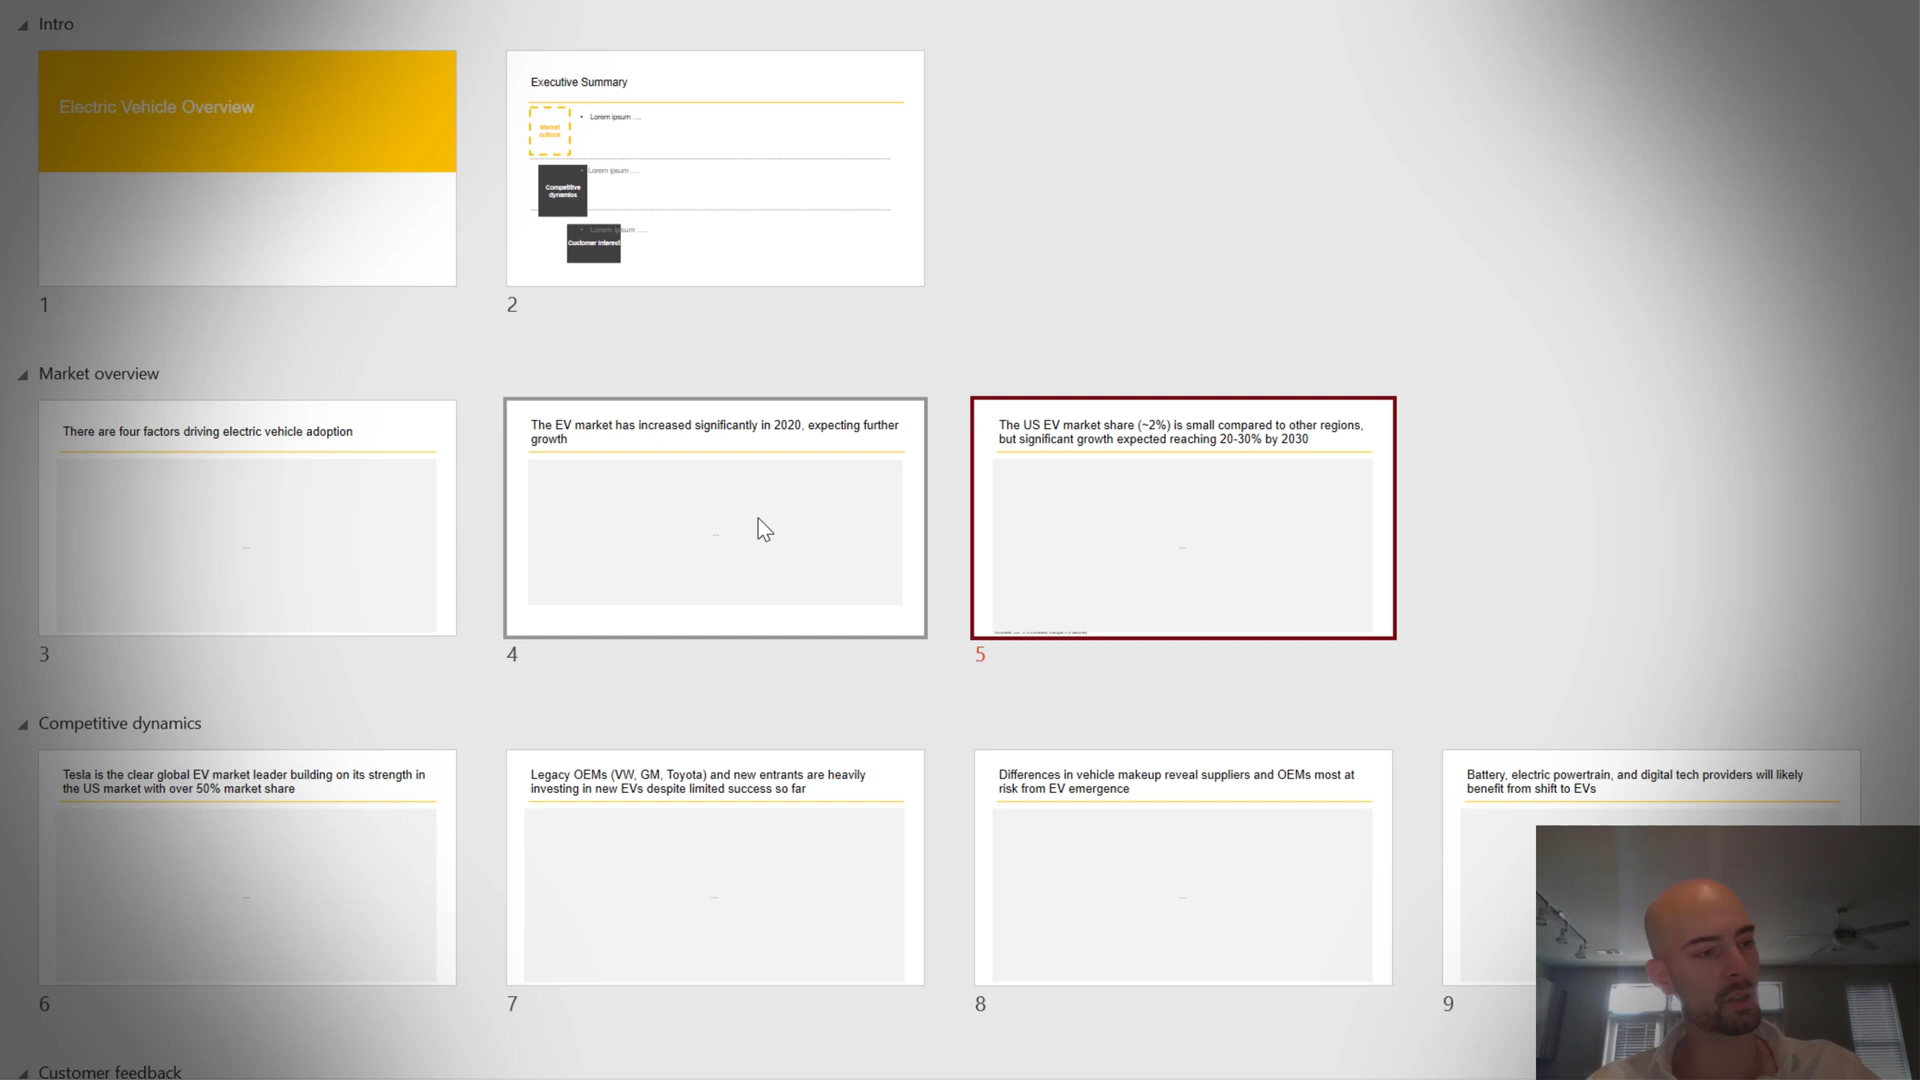 Intro
Electric Vehicle Overview
1
Executive Summary
Market
outlook
• Lorem ipsum ....
Competitive
dynamics
• Lorem ipsum ....
• Lorem ipsum .....
Customer Interest
2
Market overview
There are four factors driving electric vehicle adoption
...
3
The EV market has increased significantly in 2020, expecting further
growth
...
4
The US EV market share (~2%) is small compared to other regions,
but significant growth expected reaching 20-30% by 2030
...
5
Competitive dynamics
Tesla is the clear global EV market leader building on its strength in
the US market with over 50% market share
...
6
Legacy OEMs (VW, GM, Toyota) and new entrants are heavily
investing in new EVs despite limited success so far
...
7
Differences in vehicle makeup reveal suppliers and OEMs most at
risk from EV emergence
...
8
Battery, electric powertrain, and digital tech providers will likely
benefit from shift to EVs
9
Customer feedback